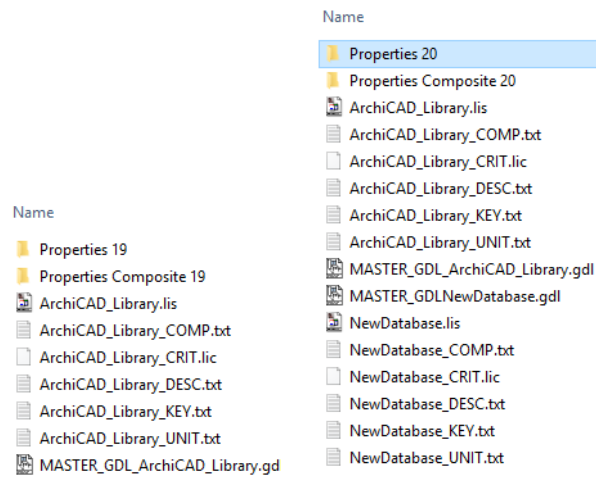 Name
Properties 19
Properties Composite 19
ArchiCAD_Library.lis
ArchiCAD_Library_COMP.txt
ArchiCAD_Library_CRIT.lic
ArchiCAD_Library_DESC.txt
ArchiCAD_Library_KEY.txt
ArchiCAD_Library_UNIT.txt
MASTER_GDL_ArchiCAD_Library.gd
Name
Properties 20
Properties Composite 20
ArchiCAD_Library.lis
ArchiCAD_Library_COMP.txt
ArchiCAD_Library_CRIT.lic
ArchiCAD_Library_DESC.txt
ArchiCAD_Library_KEY.txt
ArchiCAD_Library_UNIT.txt
MASTER_GDL_ArchiCAD_Library.gdl
MASTER_GDLNewDatabase.gdl
NewDatabase.lis
NewDatabase_COMP.txt
NewDatabase_CRIT.lic
NewDatabase_DESC.txt
NewDatabase_KEY.txt
NewDatabase_UNIT.txt